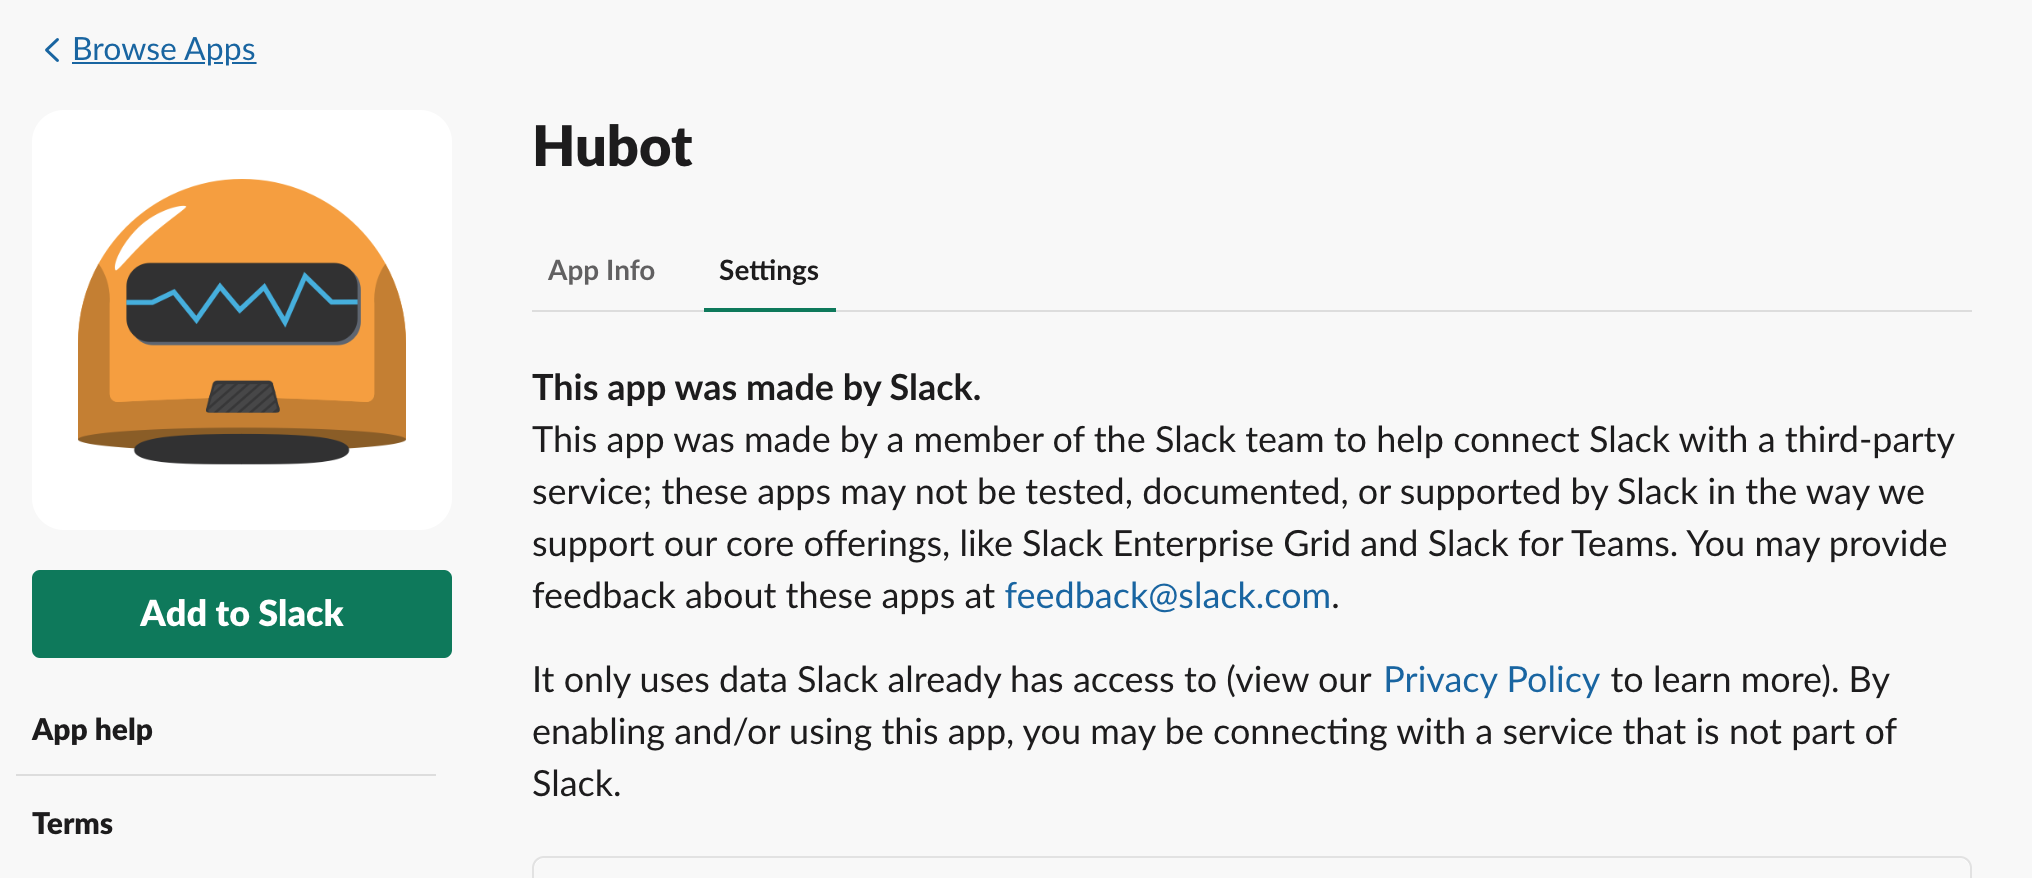 Browse Apps
Hubot
App Info
Settings
This app was made by Slack.
This app was made by a member of the Slack team to help connect Slack with a third-party
service; these apps may not be tested, documented, or supported by Slack in the way we
support our core offerings, like Slack Enterprise Grid and Slack for Teams. You may provide
feedback about these apps at feedback@slack.com.
It only uses data Slack already has access to (view our Privacy Policy to learn more). By
enabling and/or using this app, you may be connecting with a service that is not part of
Slack.
Add to Slack
App help
Terms